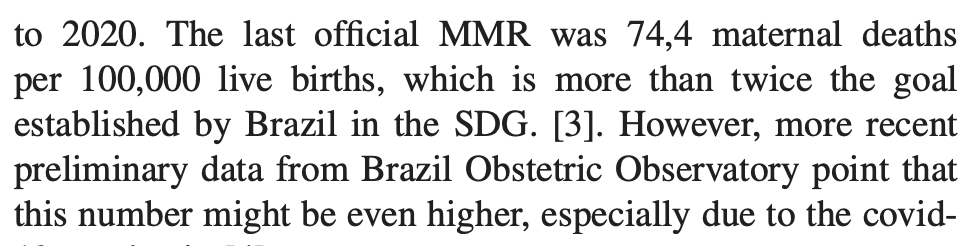 to 2020. The last official MMR was 74,4 maternal deaths
per 100,000 live births, which is more than twice the goal
established by Brazil in the SDG. [3]. However, more recent
preliminary data from Brazil Obstetric Observatory point that
this number might be even higher, especially due to the covid-